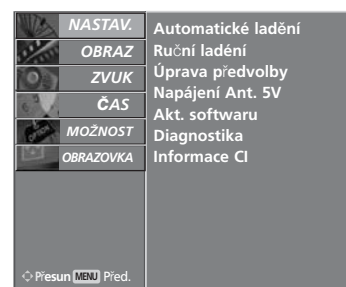 NASTAV.
OBRAZ
ZVUK
ČAS
MOŽNOST
OBRAZOVKA
Automatické ladění
Ruční ladéní
Úprava předvolby
Napájení Ant. 5V
Akt. softwaru
Diagnostika
Informace CI
Přesun MENU Před.